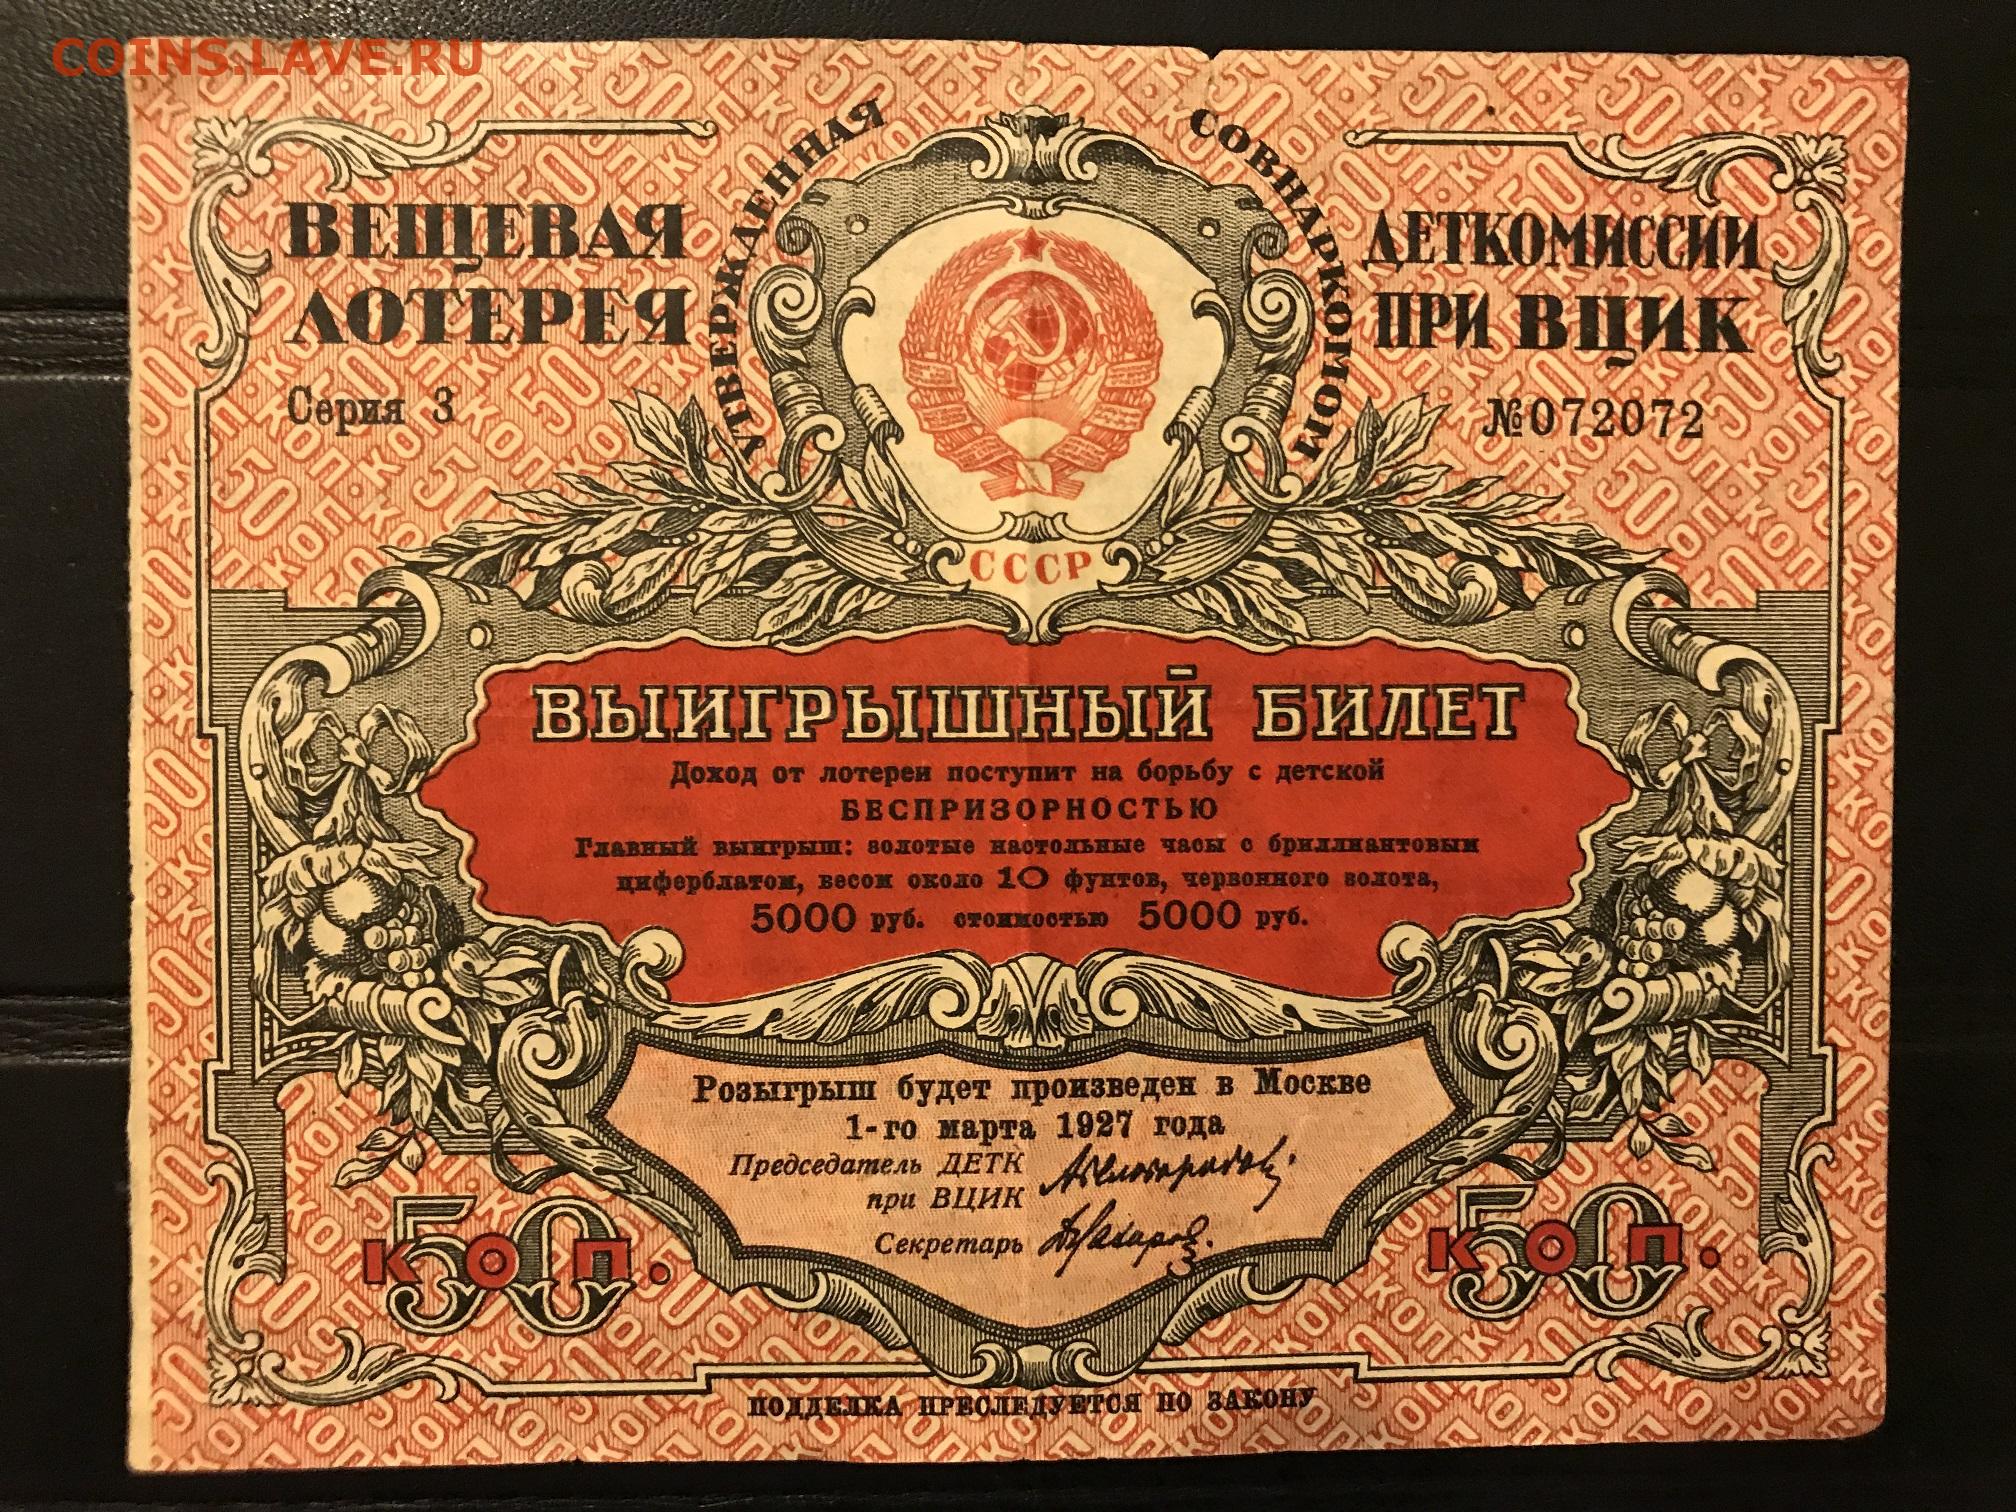 COINS.LAVE.RU
ВЕЩЕВАЯ
ЛОТЕРЕЯ
Серия 3
УТВЕРЖДЕННАЯ
СОВНАРКОМОМ
ДЕТКОМИССИИ
ПРИ ВЦИК
№072072
СССР
ВЫИГРЫШНЫЙ БИЛЕТ
Доход от лотереи поступит на борьбу с детской
БЕСПРИЗОРНОСТЬЮ
Главный выигрыш: золотые настольные часы с бриллиантовым
циферблатом, весом около 10 фунтов, червонного золота,
5000 руб. стоимостью 5000 руб.
Розыгрыш будет произведен в Москве
1-го марта 1927 года
Председатель ДЕТК
при ВЦИК
Секретарь
50 КОП.
50 КОП.
ПОДДЕЛКА ПРЕСЛЕДУЕТСЯ ПО ЗАКОНУ